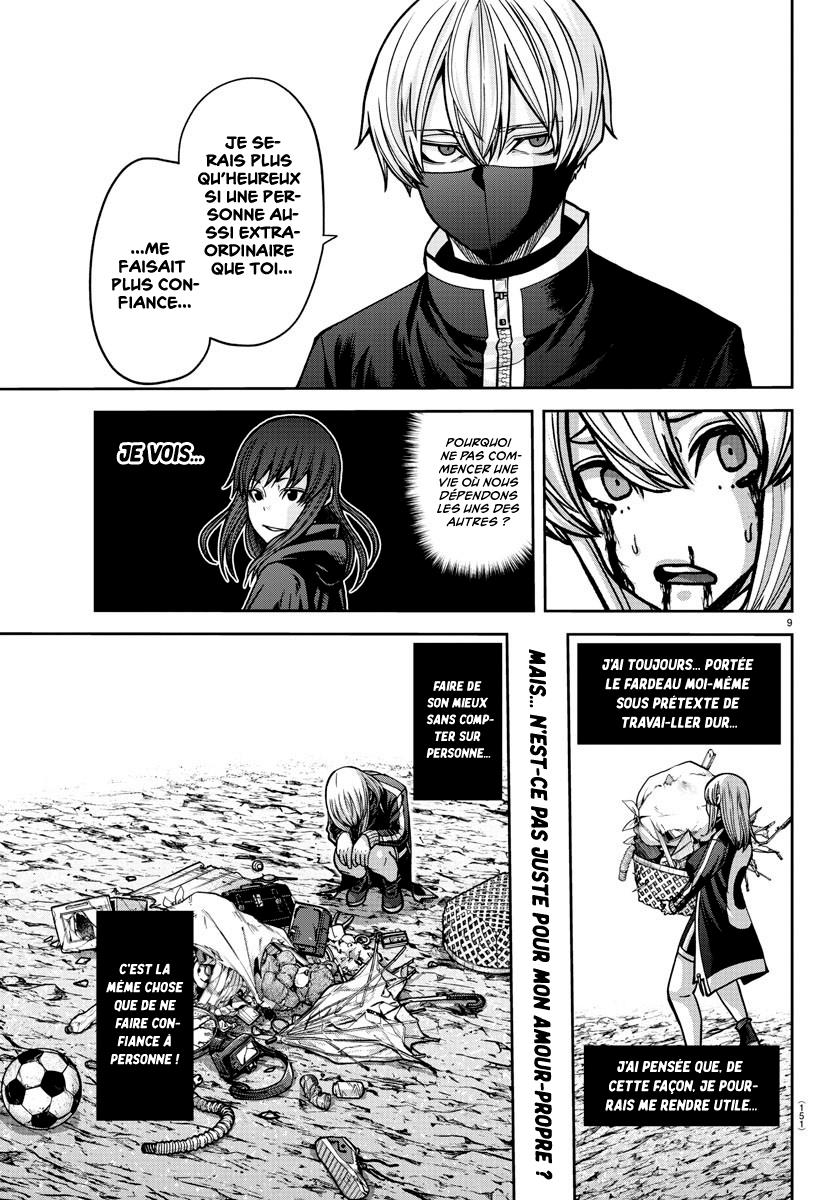 JE SE-
RAIS PLUS
QU'HEUREUX
SI UNE PER-
SONNE AUS-
SI EXTRA-
ORDINAIRE
QUE TOI...
...ME
FAISAIT
PLUS CON-
FIANCE...
POURQUOI
NE PAS COM-
MENCER UNE
VIE OÙ NOUS
DÉPENDONS
LES UNS DES
AUTRES ?
JE VOIS...
9
J'AI TOUJOURS... PORTÉE
LE FARDEAU MOI-MÊME
SOUS PRÉTEXTE DE
TRAVAI-LLER DUR...
J'AI PENSÉE QUE, DE
CETTE FAÇON, JE POUR-
RAIS ME RENDRE UTILE...
MAIS... N'EST-CE PAS JUSTE POUR MON AMOUR-PROPRE ?
FAIRE DE
SON MIEUX
SANS COMP-
TER SUR
PERSONNE...
C'EST LA
MÊME CHOSE
QUE DE NE
FAIRE CON-
FIANCE À
PERSONNE !
(151)